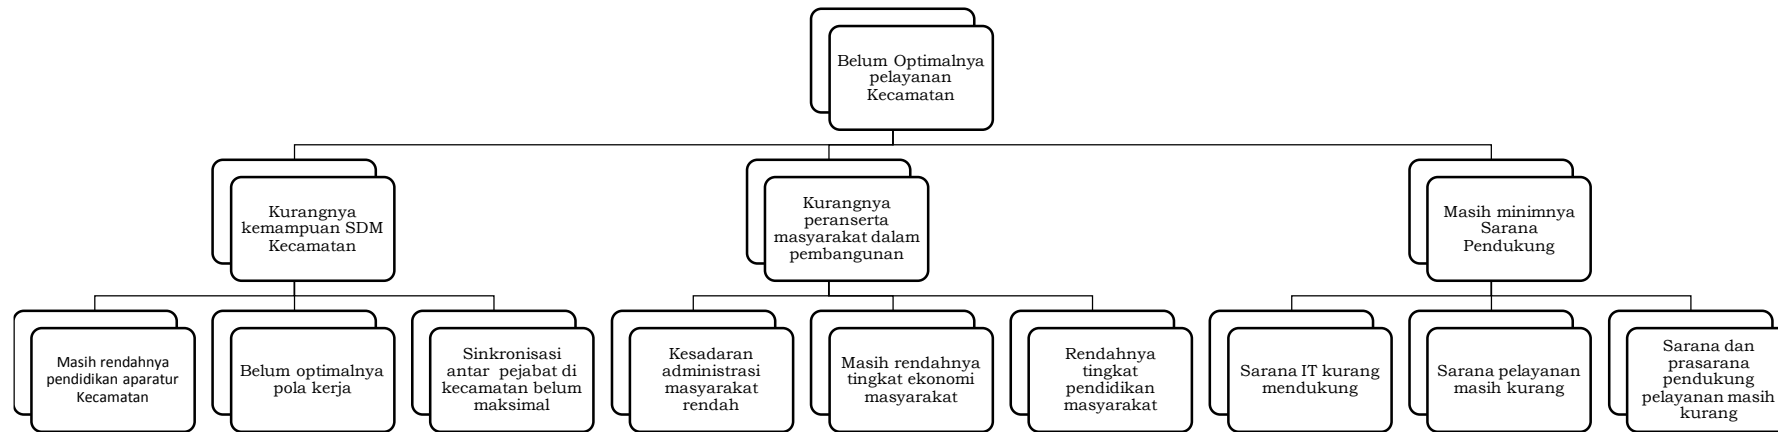 Belum Optimalnya
pelayanan
Kecamatan
Kurangnya
kemampuan SDM
Kecamatan
Kurangnya
peranserta
masyarakat dalam
pembangunan
Masih minimnya
Sarana
Pendukung
Masih rendahnya
pendidikan aparatur
Kecamatan
Belum optimalnya
pola kerja
Sinkronisasi
antar pejabat di
kecamatan belum
maksimal
Kesadaran
administrasi
masyarakat
rendah
Masih rendahnya
tingkat ekonomi
masyarakat
Rendahnya
tingkat
pendidikan
masyarakat
Sarana IT kurang
mendukung
Sarana pelayanan
masih kurang
Sarana dan
prasarana
pendukung
pelayanan masih
kurang